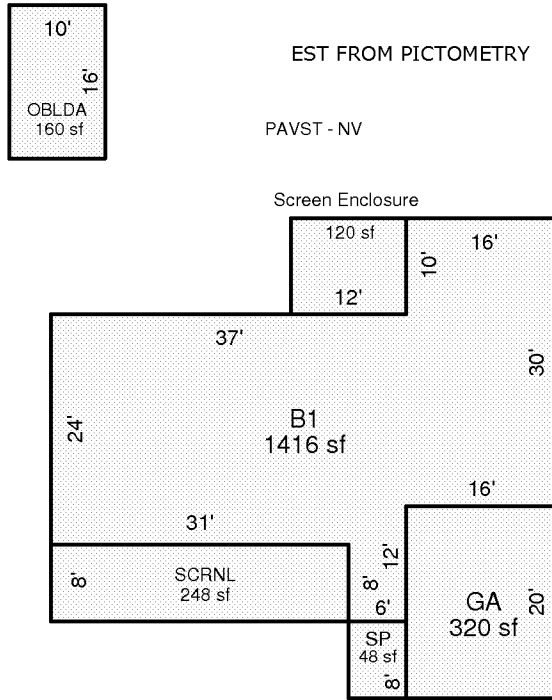 10'
16'
OBLDA
160 sf
EST FROM PICTOMETRY
PAVST - NV
Screen Enclosure
120 sf
16'
10'
12'
37'
30'
24'
B1
1416 sf
16'
31'
12'
8'
SCRNL
248 sf
8'
6'
GA
320 sf
20'
SP
48 sf
8'